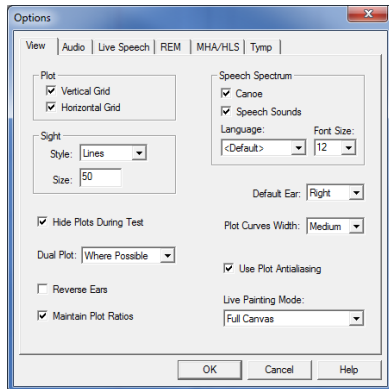 Options
View Audio Live Speech REM MHA/HLS Tymp
Plot
Vertical Grid
Horizontal Grid
Sight
Style: Lines
Size: 50
Hide Plots During Test
Dual Plot: Where Possible
Reverse Ears
Maintain Plot Ratios
Speech Spectrum
Canoe
Speech Sounds
Language: Font Size:
<Default> 12
Default Ear: Right
Plot Curves Width: Medium
Use Plot Antialiasing
Live Painting Mode:
Full Canvas
OK Cancel Help